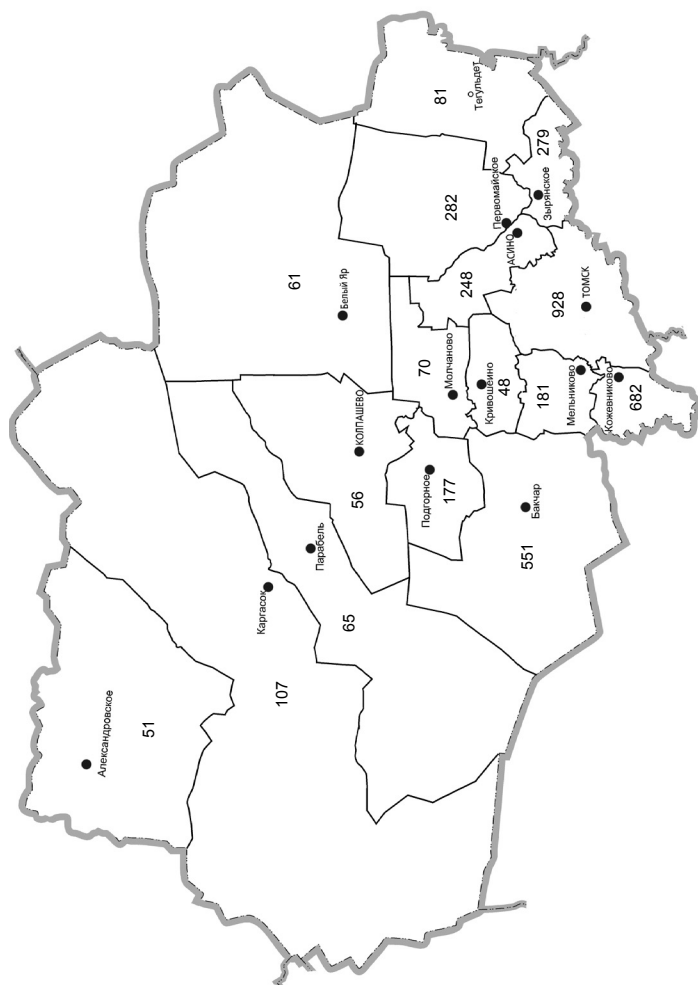 Александровское
51
Каргасок
107
Парабель
65
КОЛПАШЕВО
56
Белый Яр
61
Подгорное
177
Бакчар
551
Молчаново
70
Кривошеино
48
Мельниково
181
Кожевниково
682
ТОМСК
928
АСИНО
248
Первомайское
282
Зырянское
279
Тегульдет
81